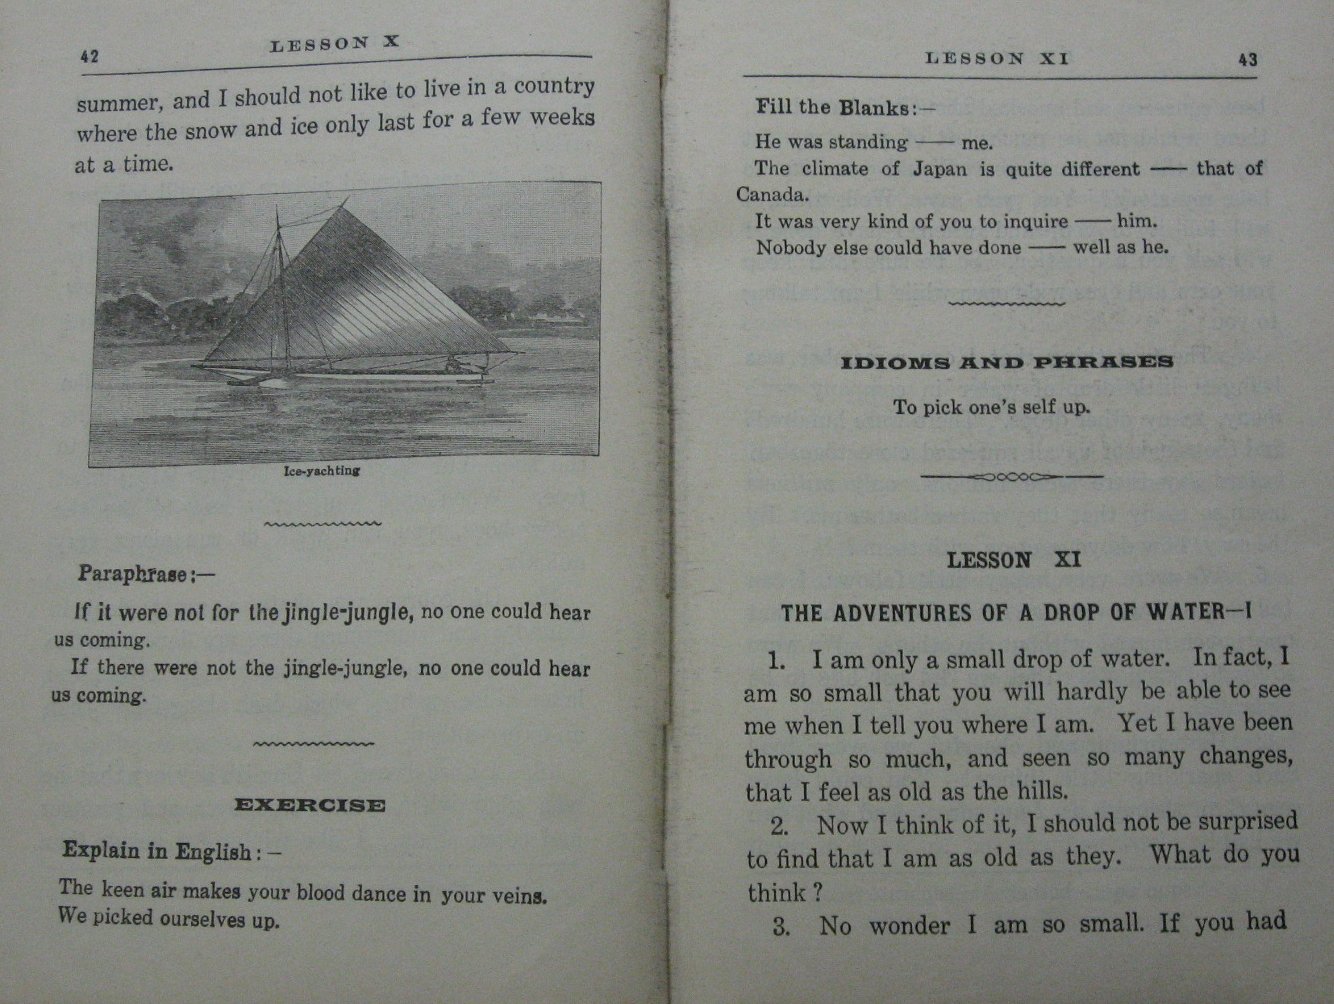 42
LESSON X
summer, and I should not like to live in a country
where the snow and ice only last for a few weeks
at a time.
Ice-yachting
Paraphrase:—
If it were not for the jingle-jungle, no one could hear
us coming.
If there were not the jingle-jungle, no one could hear
us coming.
EXERCISE
Explain in English:—
The keen air makes your blood dance in your veins.
We picked ourselves up.
LESSON XI
43
Fill the Blanks:—
He was standing —— me.
The climate of Japan is quite different —— that of
Canada.
It was very kind of you to inquire —— him.
Nobody else could have done —— well as he.
IDIOMS AND PHRASES
To pick one's self up.
LESSON XI
THE ADVENTURES OF A DROP OF WATER—I
1. I am only a small drop of water. In fact, I
am so small that you will hardly be able to see
me when I tell you where I am. Yet I have been
through so much, and seen so many changes,
that I feel as old as the hills.
2. Now I think of it, I should not be surprised
to find that I am as old as they. What do you
think?
3. No wonder I am so small. If you had